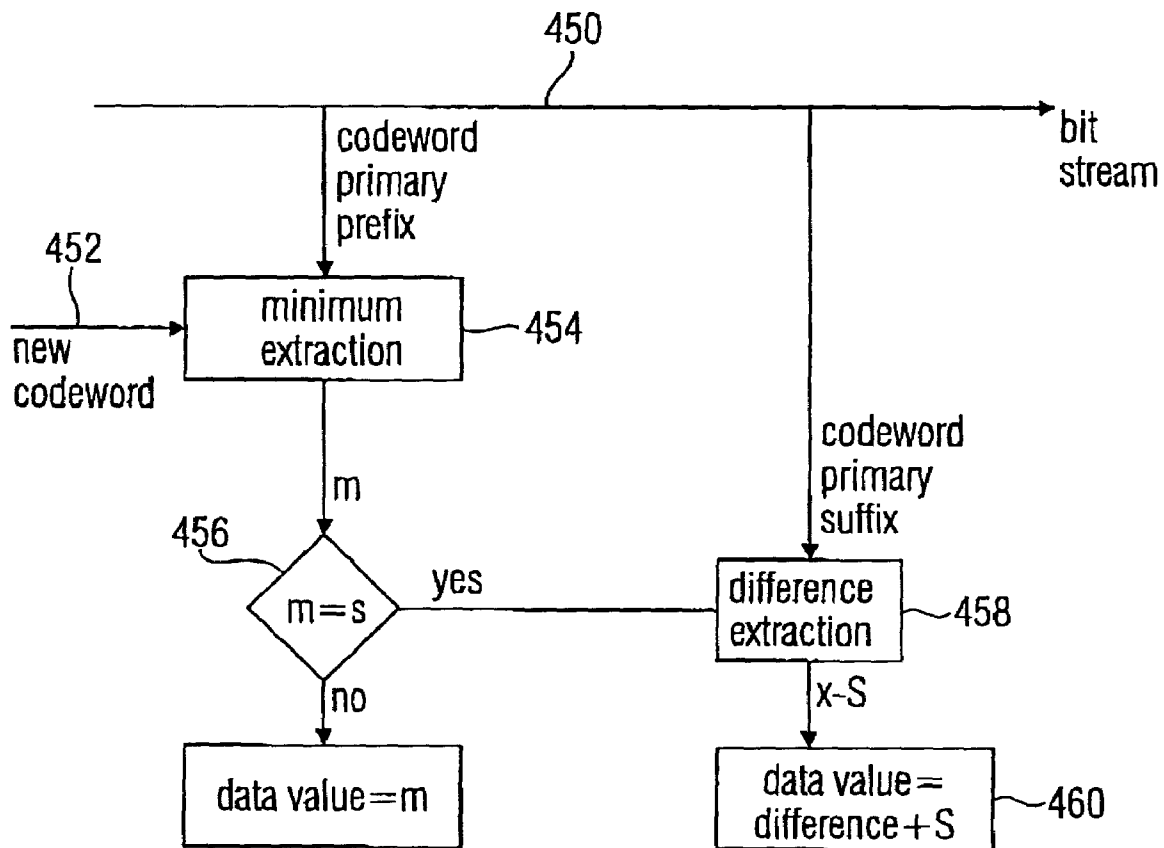 450
bit
stream
codeword
primary
prefix
452
new
codeword
minimum
extraction
454
m
codeword
primary
suffix
456
m=s
yes
difference
extraction
458
no
x-S
data value=m
data value=
difference+S
460